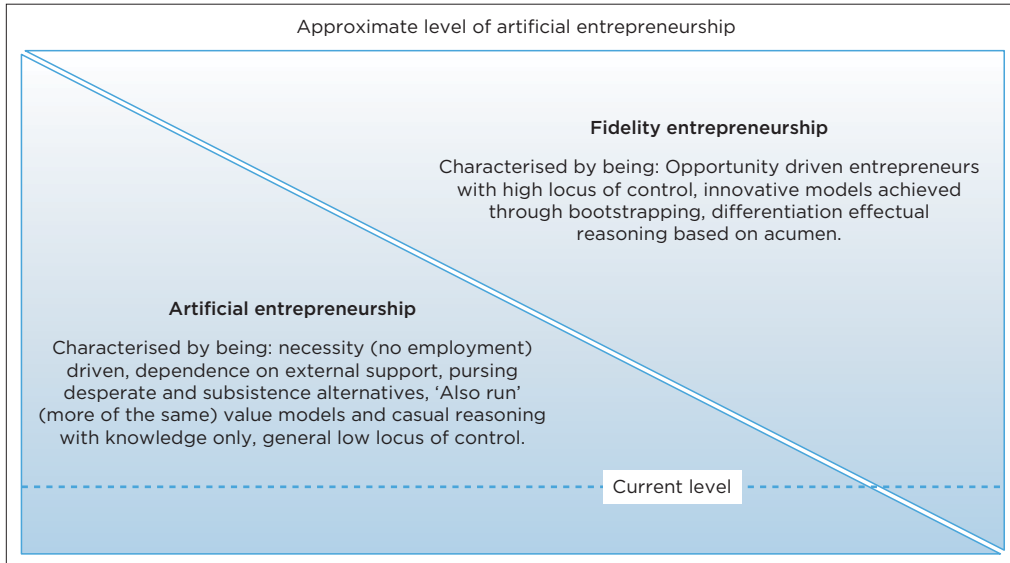 Approximate level of artificial entrepreneurship
Fidelity entrepreneurship
Characterised by being: Opportunity driven entrepreneurs
with high locus of control, innovative models achieved
through bootstrapping, differentiation effectual
reasoning based on acumen.
Artificial entrepreneurship
Characterised by being: necessity (no employment)
driven, dependence on external support, pursing
desperate and subsistence alternatives, ‘Also run’
(more of the same) value models and casual reasoning
with knowledge only, general low locus of control.
Current level